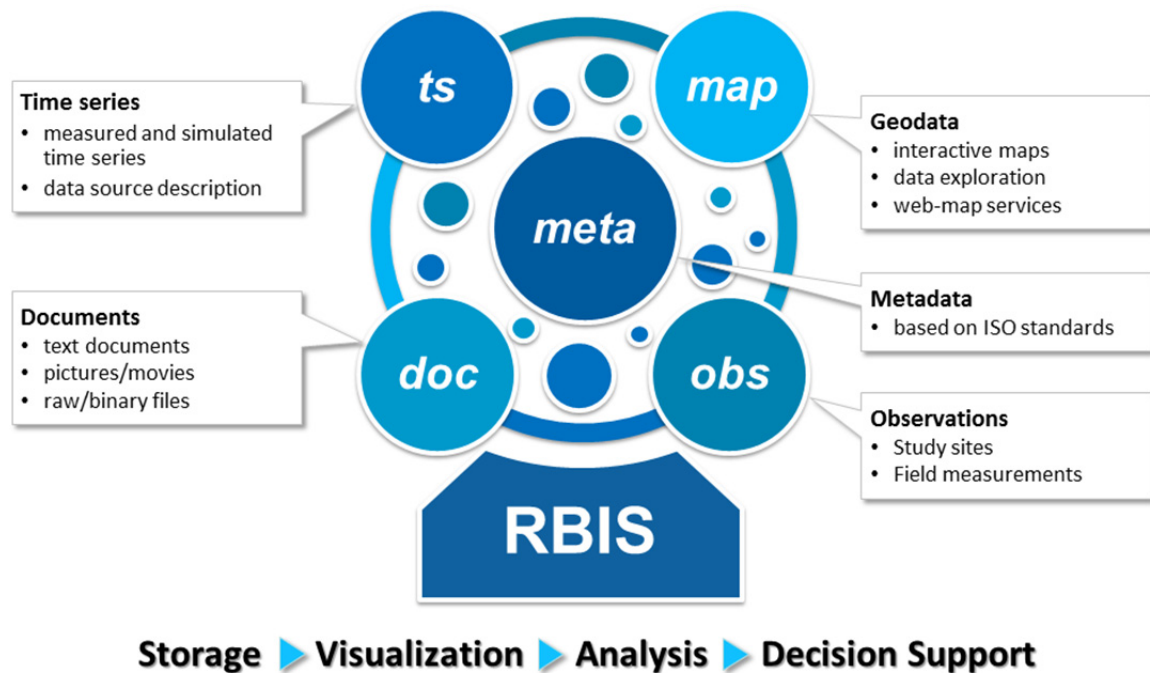 ts
map
meta
doc
obs
RBIS
Time series
• measured and simulated
time series
• data source description
Documents
• text documents
• pictures/movies
• raw/binary files
Geodata
• interactive maps
• data exploration
• web-map services
Metadata
• based on ISO standards
Observations
• Study sites
• Field measurements
Storage ▶ Visualization ▶ Analysis ▶ Decision Support